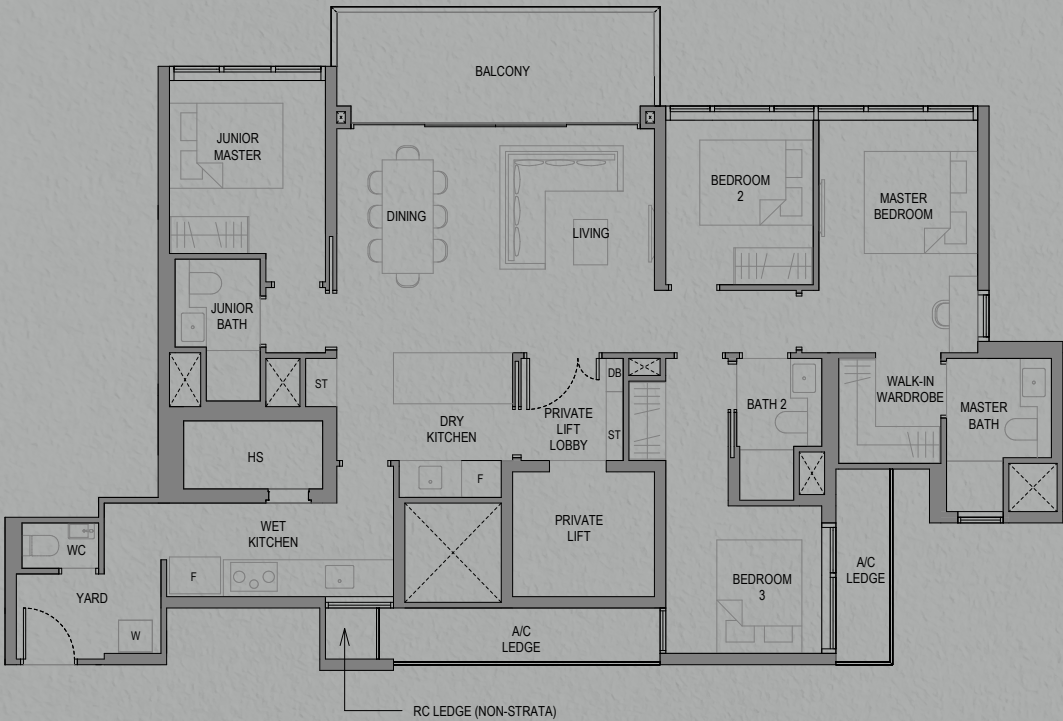 BALCONY
JUNIOR
MASTER
DINING
LIVING
BEDROOM
2
MASTER
BEDROOM
JUNIOR
BATH
ST
DRY
KITCHEN
PRIVATE
LIFT
LOBBY
DB
ST
BATH 2
WALK-IN
WARDROBE
MASTER
BATH
HS
F
WET
KITCHEN
PRIVATE
LIFT
WC
YARD
F
W
BEDROOM
3
A/C
LEDGE
A/C
LEDGE
RC LEDGE (NON-STRATA)